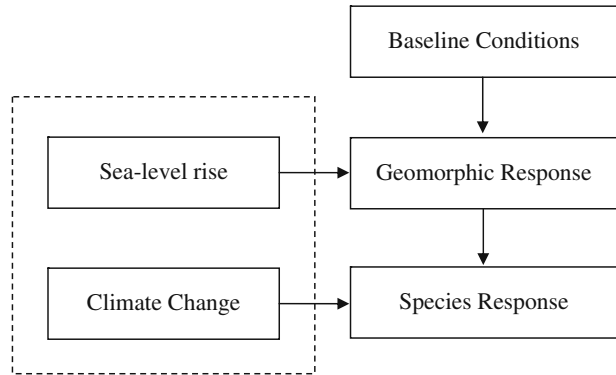 Baseline Conditions
Sea-level rise
Geomorphic Response
Climate Change
Species Response